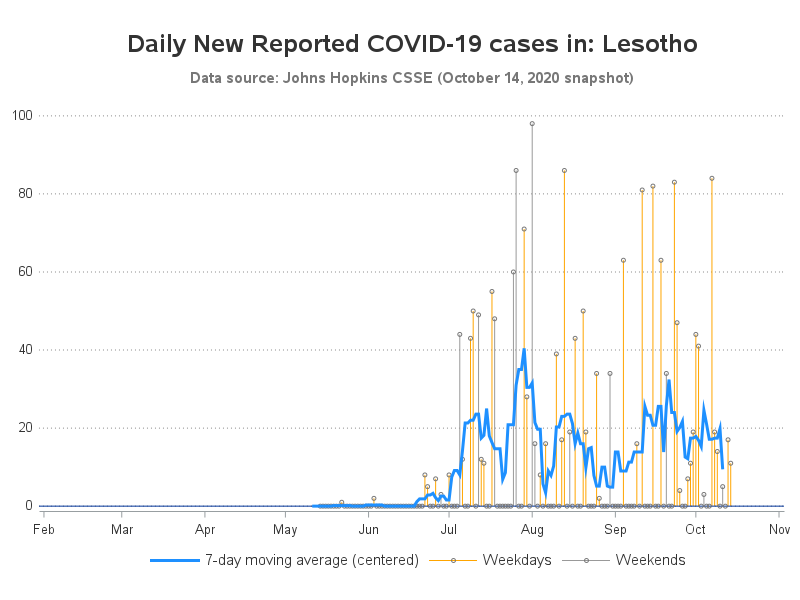 Daily New Reported COVID-19 cases in: Lesotho
Data source: Johns Hopkins CSSE (October 14, 2020 snapshot)
100
80
60
40
20
0
Feb Mar Apr May Jun Jul Aug Sep Oct Nov
7-day moving average (centered) Weekdays Weekends